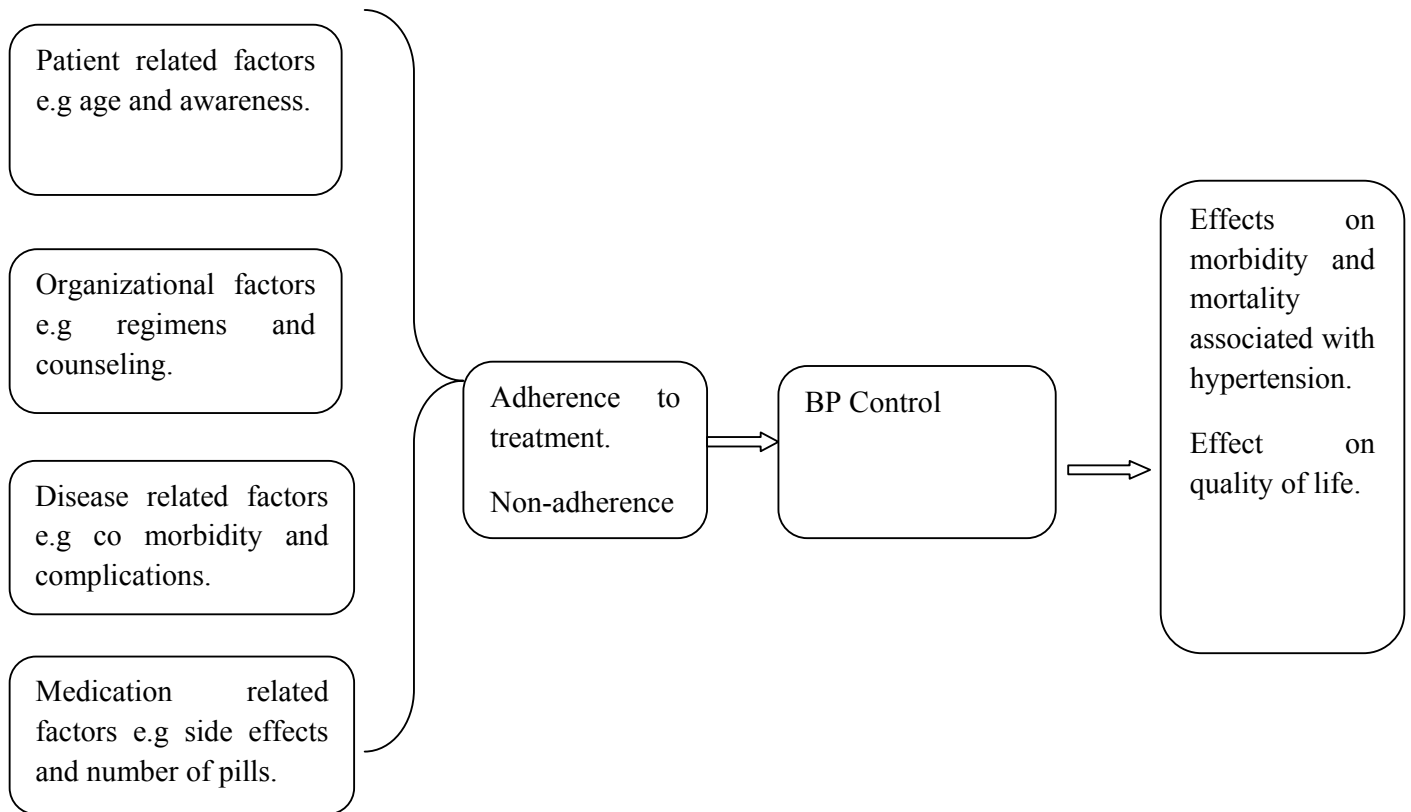 Patient related factors
e.g age and awareness.
Organizational factors
e.g regimens and
counseling.
Disease related factors
e.g co morbidity and
complications.
Medication related
factors e.g side effects
and number of pills.
Adherence to
treatment.
Non-adherence
BP Control
Effects on
morbidity and
mortality
associated with
hypertension.
Effect on
quality of life.